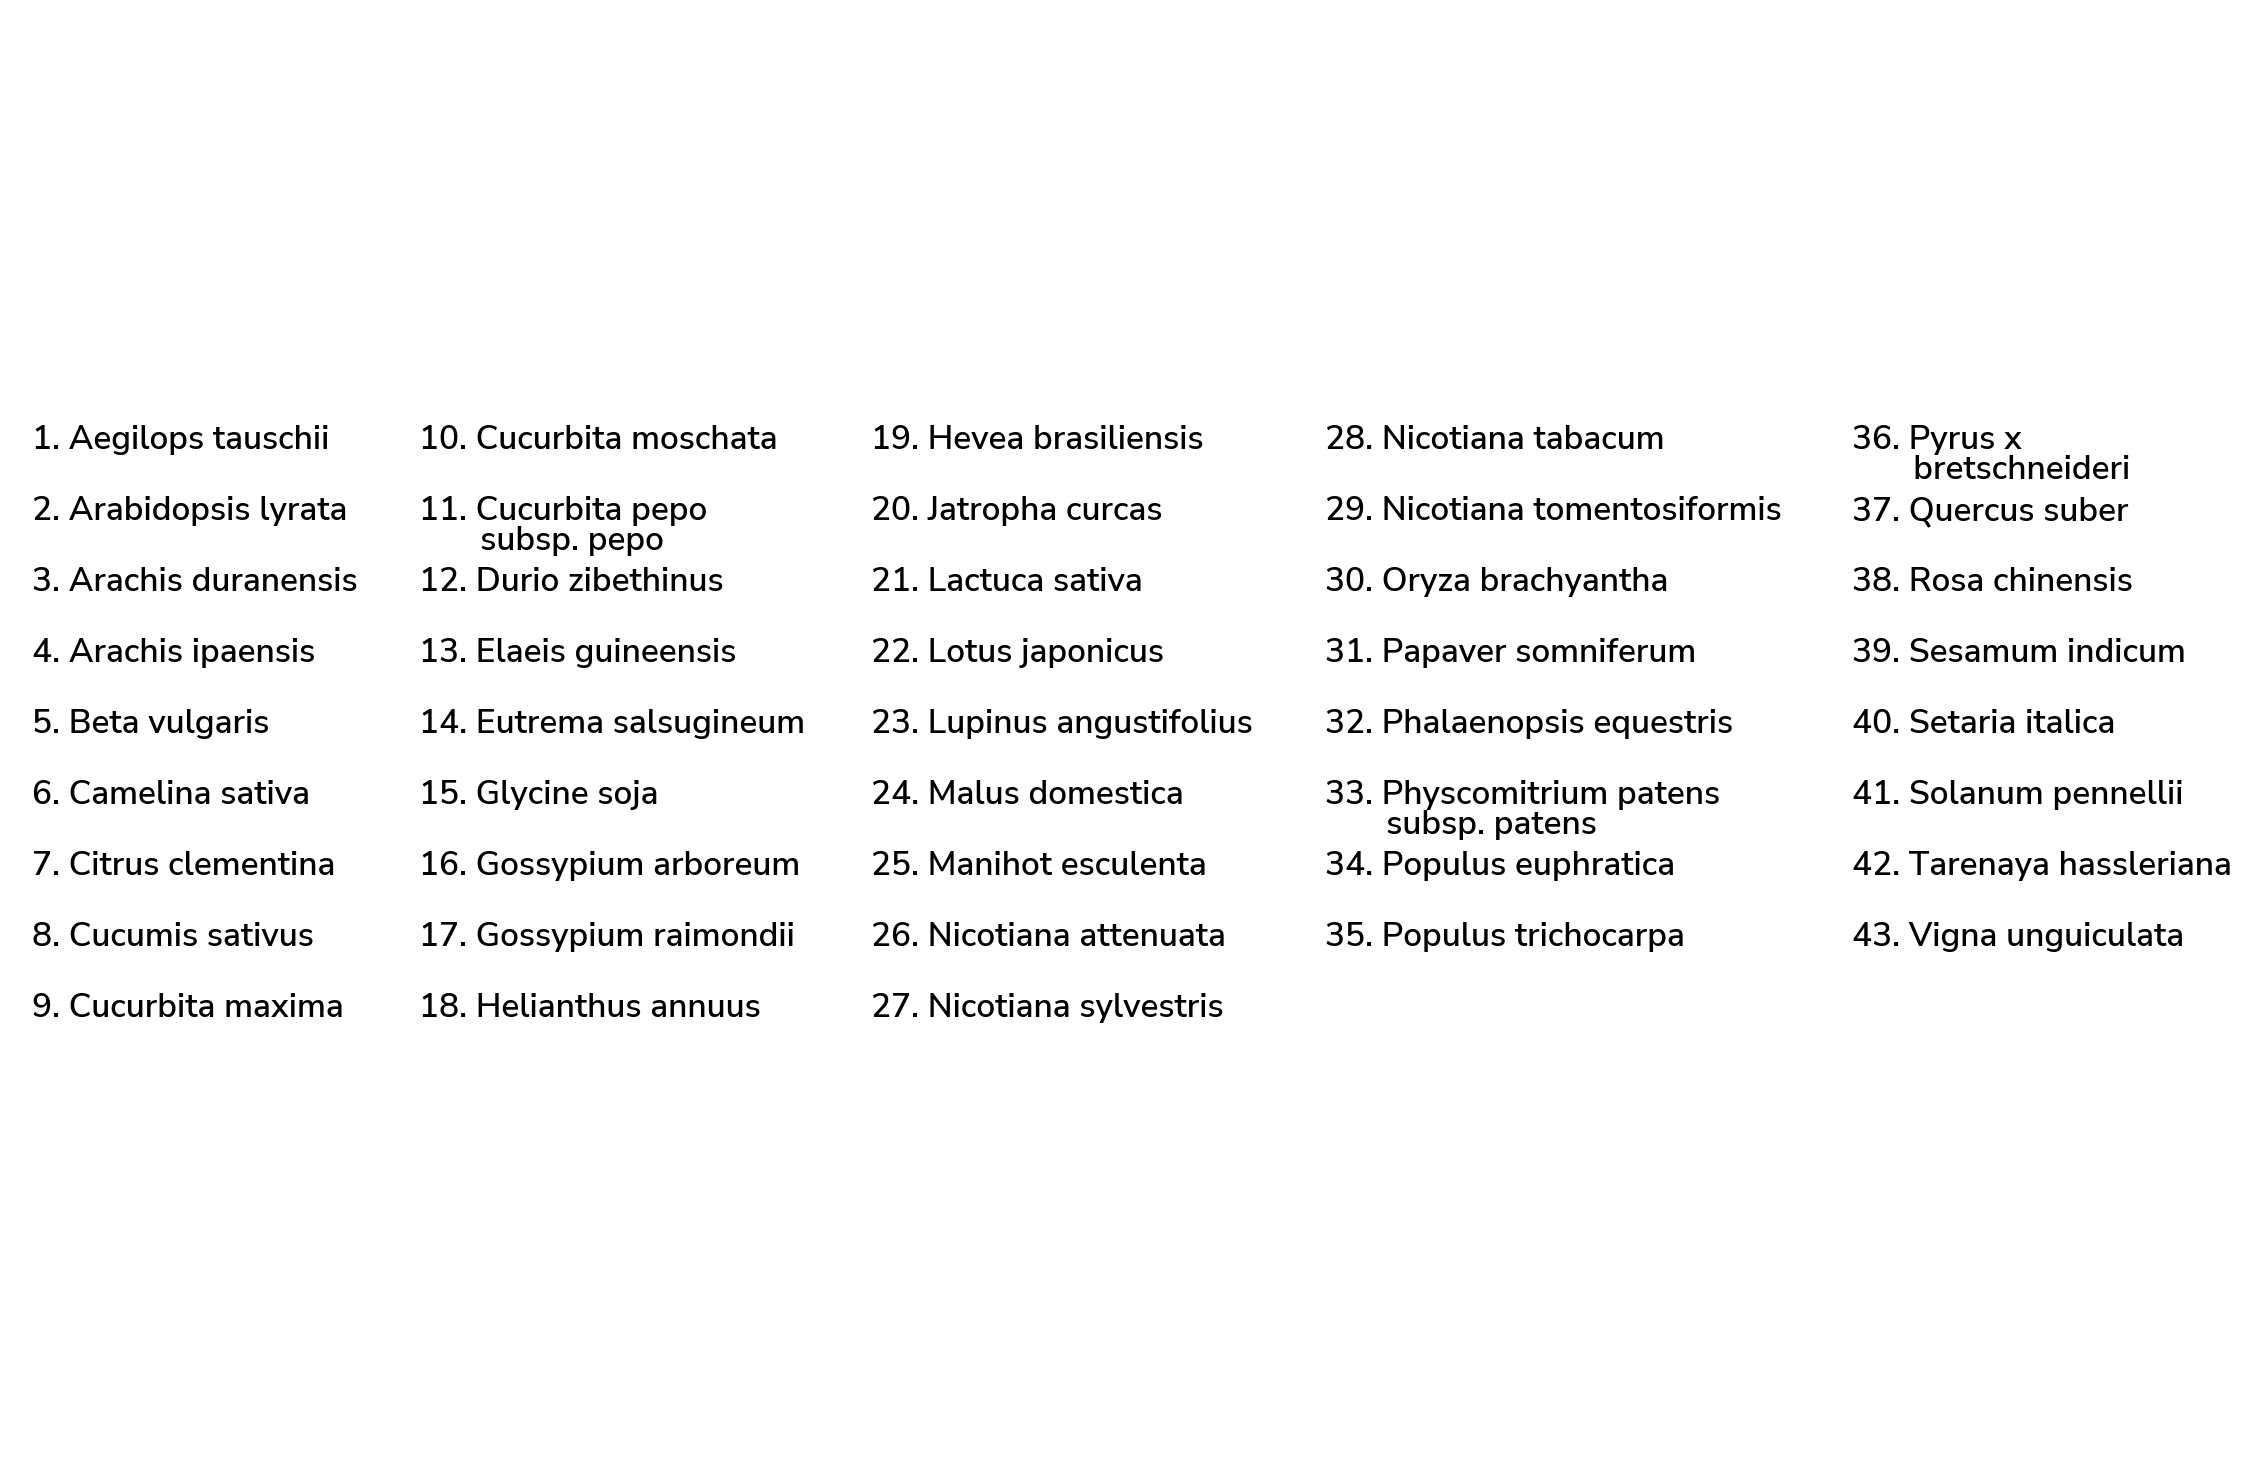 1. Aegilops tauschii
2. Arabidopsis lyrata
3. Arachis duranensis
4. Arachis ipaensis
5. Beta vulgaris
6. Camelina sativa
7. Citrus clementina
8. Cucumis sativus
9. Cucurbita maxima
10. Cucurbita moschata
11. Cucurbita pepo
subsp. pepo
12. Durio zibethinus
13. Elaeis guineensis
14. Eutrema salsugineum
15. Glycine soja
16. Gossypium arboreum
17. Gossypium raimondii
18. Helianthus annuus
19. Hevea brasiliensis
20. Jatropha curcas
21. Lactuca sativa
22. Lotus japonicus
23. Lupinus angustifolius
24. Malus domestica
25. Manihot esculenta
26. Nicotiana attenuata
27. Nicotiana sylvestris
28. Nicotiana tabacum
29. Nicotiana tomentosiformis
30. Oryza brachyantha
31. Papaver somniferum
32. Phalaenopsis equestris
33. Physcomitrium patens
subsp. patens
34. Populus euphratica
35. Populus trichocarpa
36. Pyrus x
bretschneideri
37. Quercus suber
38. Rosa chinensis
39. Sesamum indicum
40. Setaria italica
41. Solanum pennellii
42. Tarenaya hassleriana
43. Vigna unguiculata